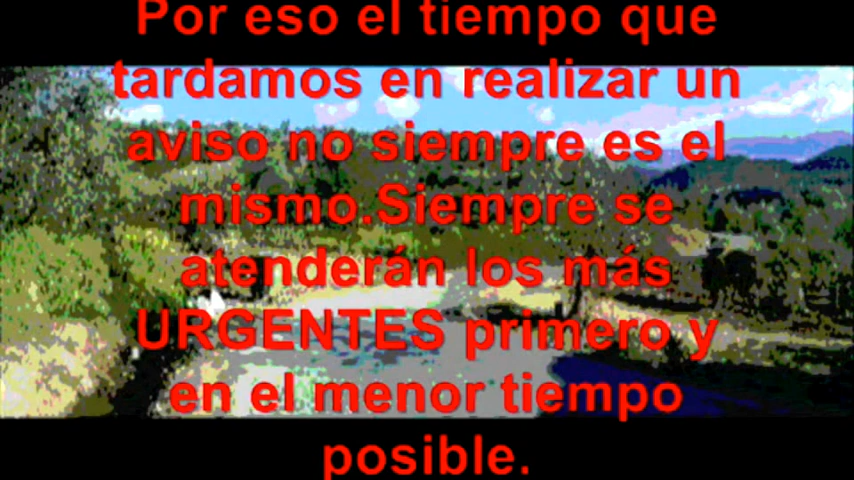 Por eso el tiempo que
tardamos en realizar un
aviso no siempre es el
mismo.Siempre se
atenderán los más
URGENTES primero y
en el menor tiempo
posible.